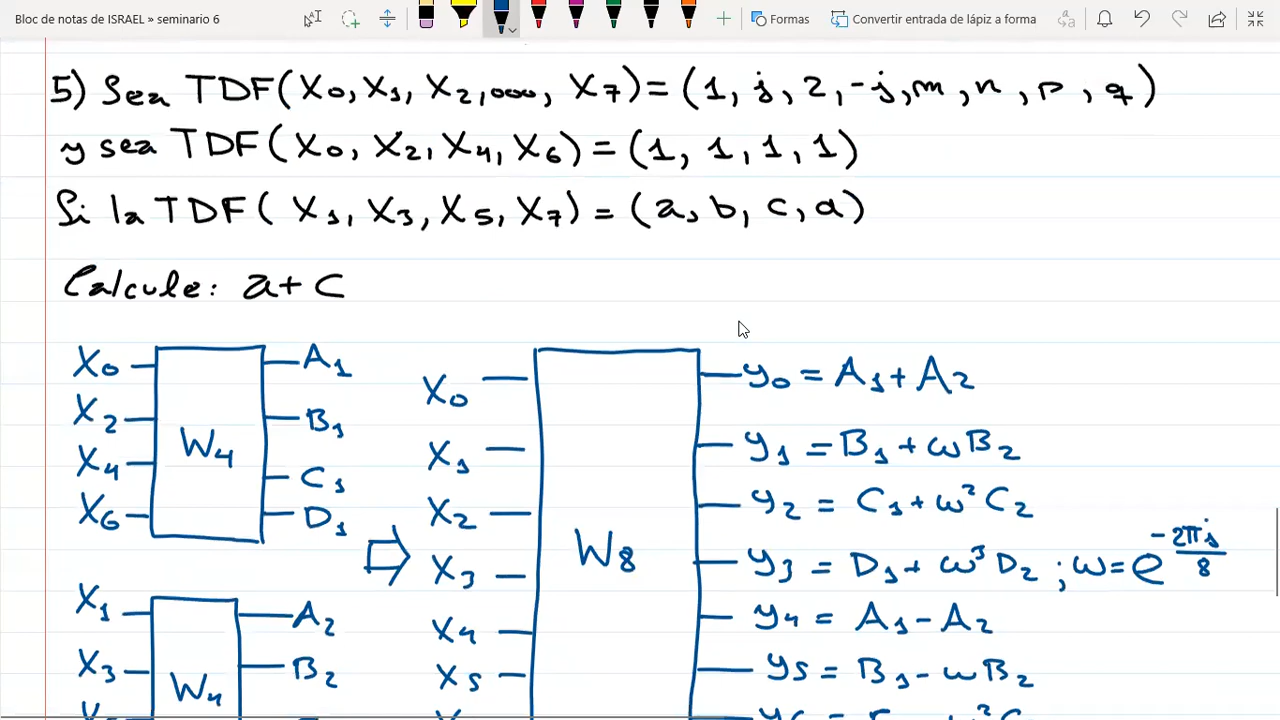 Bloc de notas de ISRAEL » seminario 6
Formas
Convertir entrada de lápiz a forma
5) Sea TDF(X0, X1, X2,ooo, X7) = (1, j, 2, -j, m, n, p, q)
y sea TDF(X0, X2, X4, X6) = (1, 1, 1, 1)
Si la TDF(X1, X3, X5, X7) = (a, b, c, d)
Calcule: a+c
X0 A1
X2 B1
X4 C1
X6 D1
W4
X1 A2
X3 B2
W4
X0
X1
X2
X3
X4
X5
W8
y0 = A1 + A2
y1 = B1 + ωB2
y2 = C1 + ω²C2
y3 = D1 + ω³D2 ; ω = e^(-2πj/8)
y4 = A1 - A2
y5 = B1 - ωB2